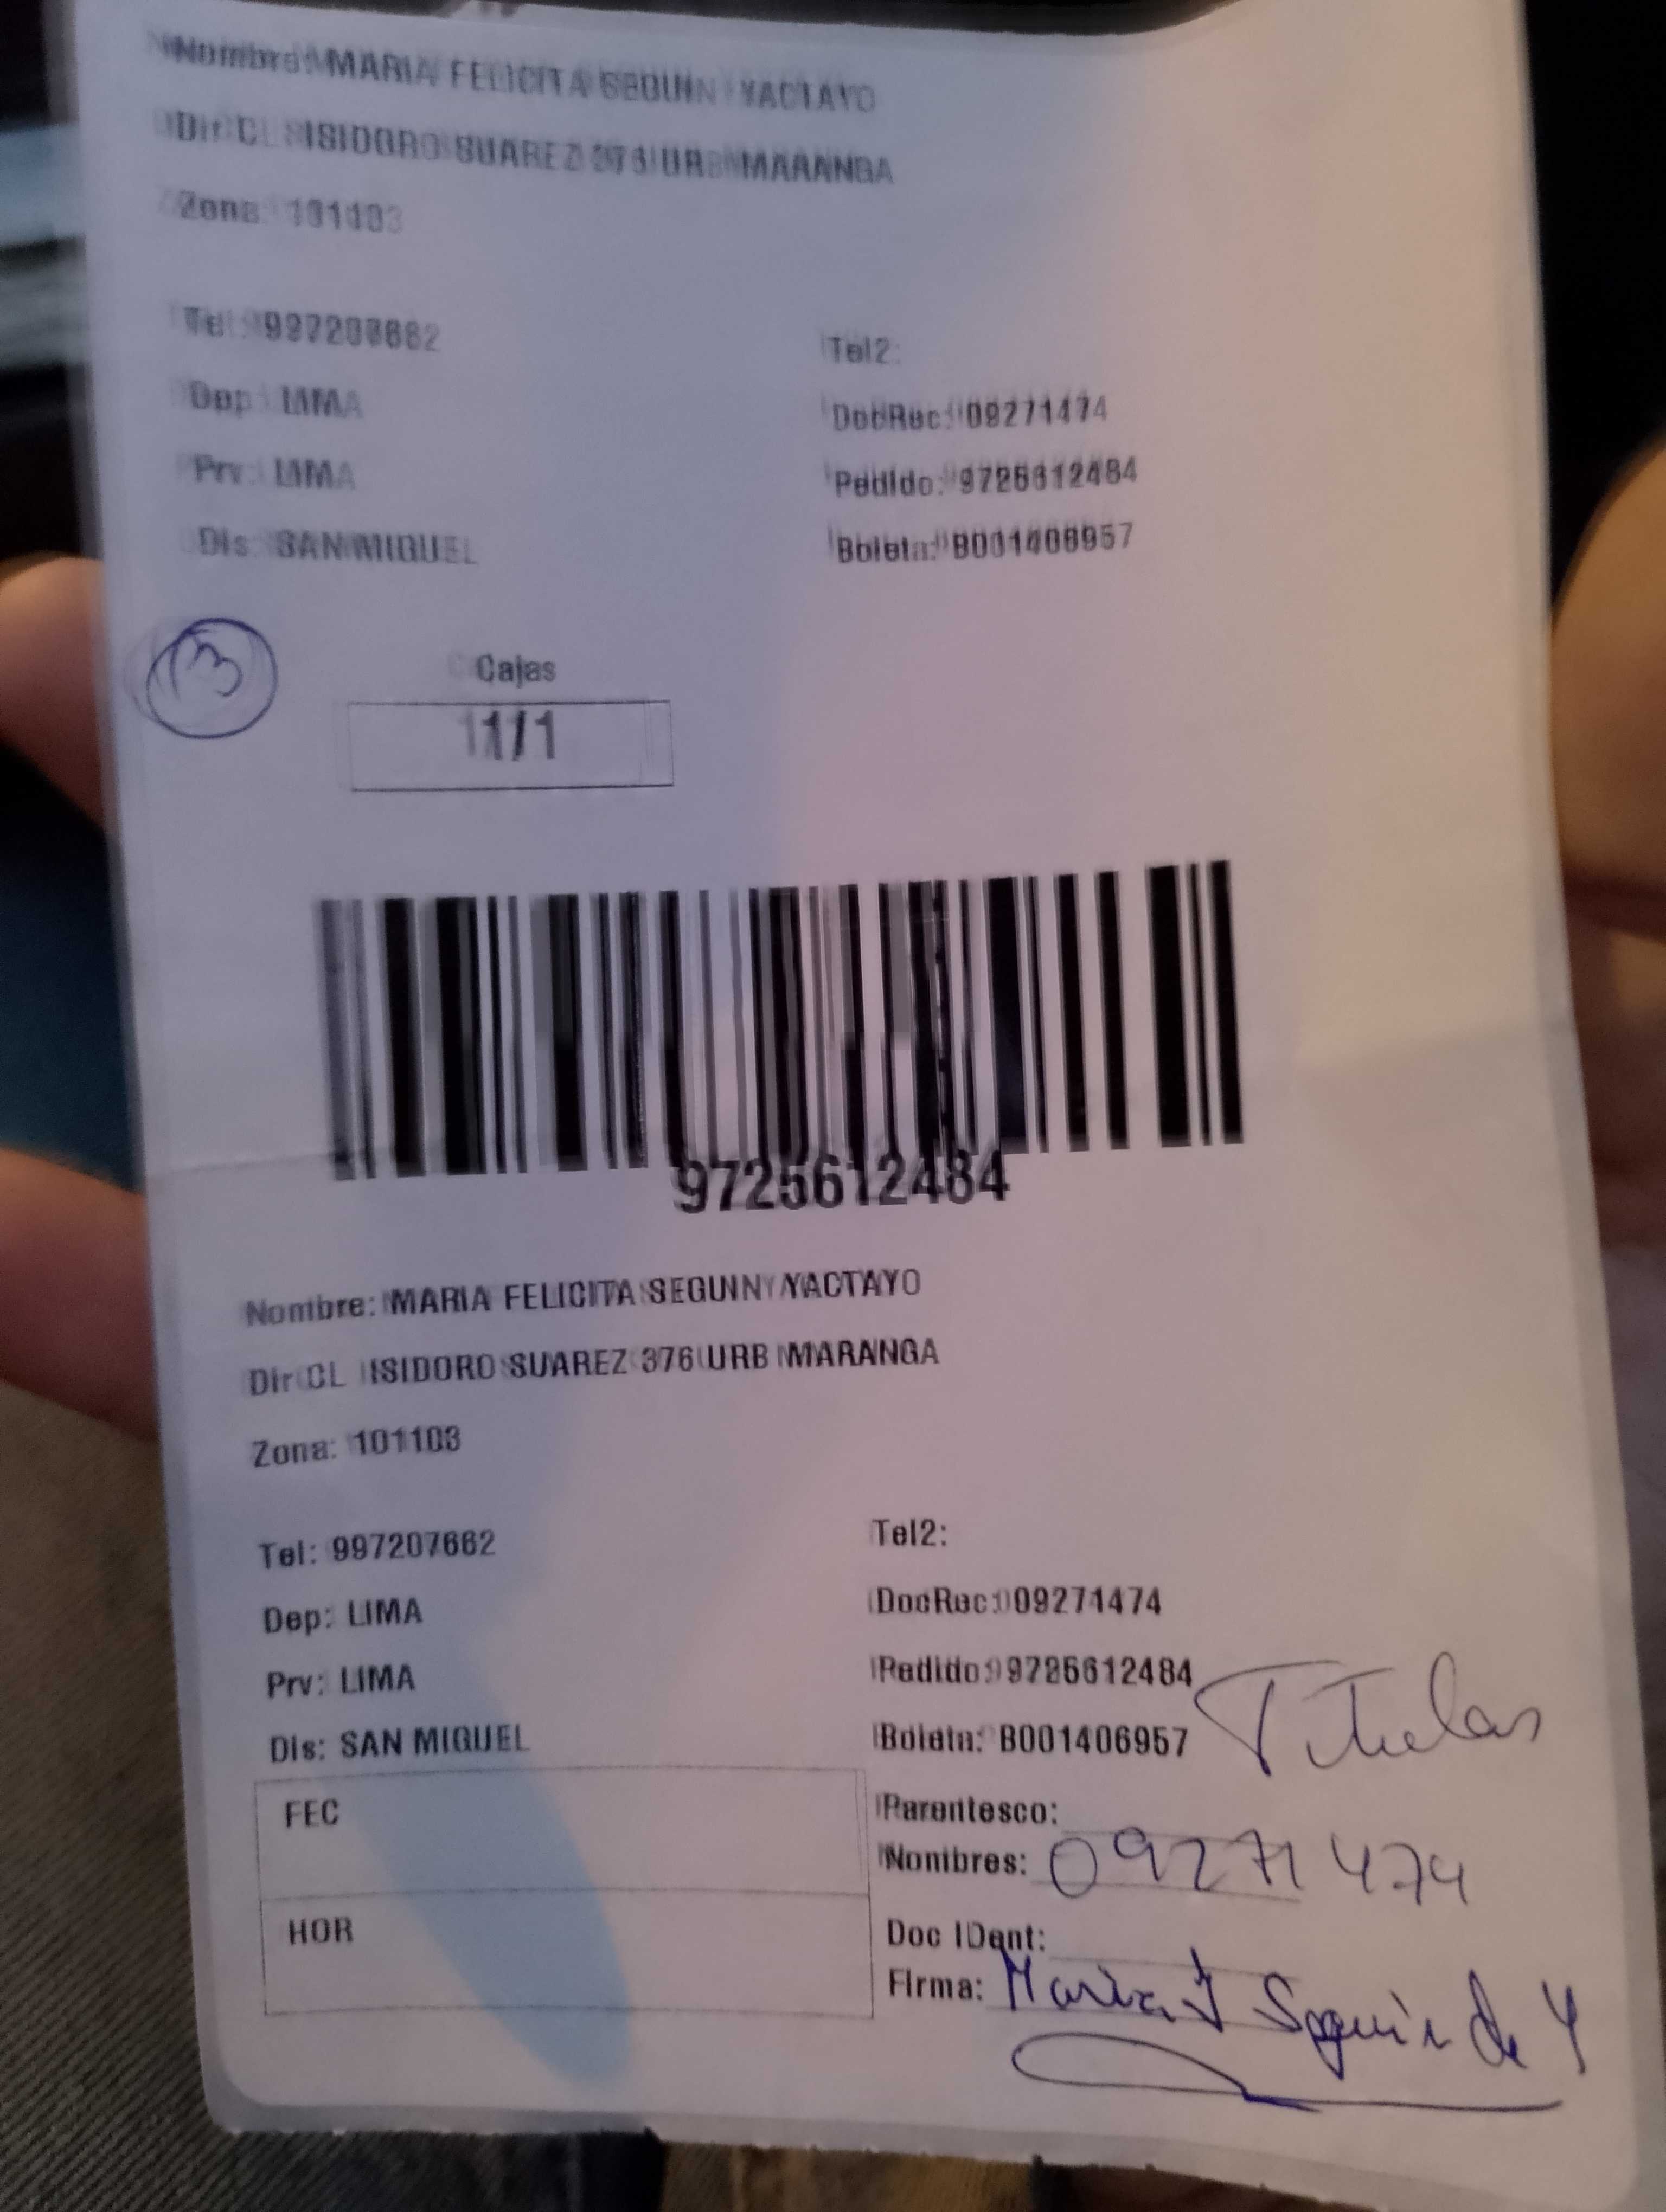 Nombre: MARIA FELICITA SEGUIN YACTAYO
Dir CL ISIDORO SUAREZ 376 URB MARANGA
Zona: 101103
Tel: 997207662
Tel2:
Dep: LIMA
DocRec: 09271474
Prv: LIMA
Pedido: 9725612484
Dis: SAN MIGUEL
Boleta: B001406957
13
Cajas
1/1
9725612484
Nombre: MARIA FELICITA SEGUIN YACTAYO
Dir CL ISIDORO SUAREZ 376 URB MARANGA
Zona: 101103
Tel: 997207662
Tel2:
Dep: LIMA
DocRec: 09271474
Prv: LIMA
Pedido: 9725612484
Titular
Dis: SAN MIGUEL
Boleta: B001406957
FEC
Parentesco:
Nombres: 09271474
HOR
Doc IDent:
Firma: Maria F Seguin de Y